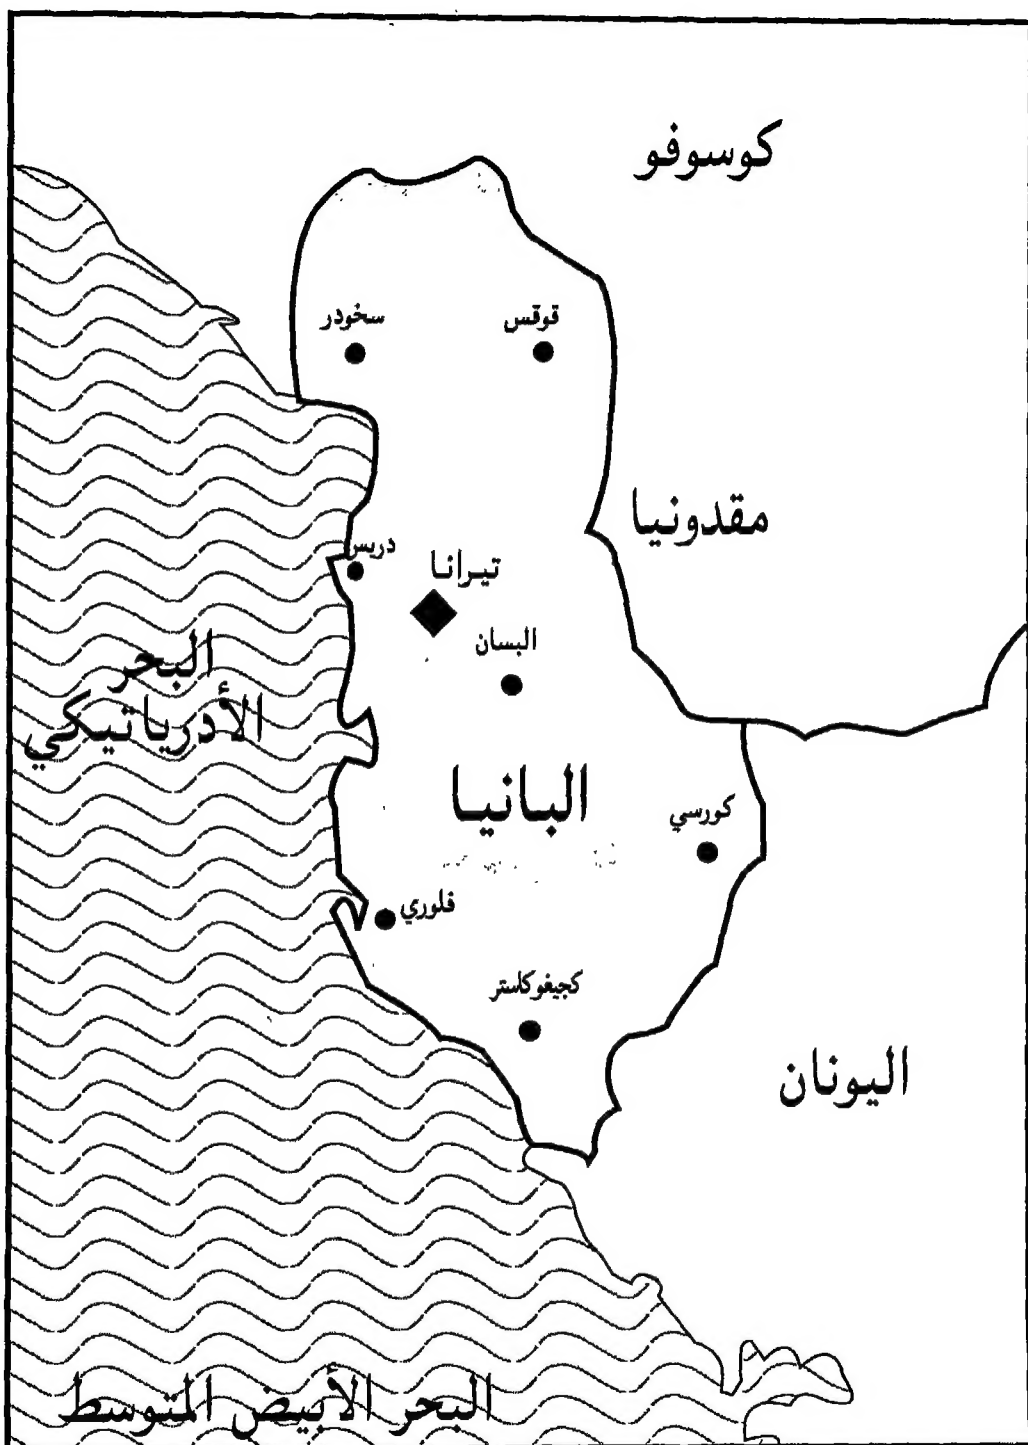 كوسوفو
سخودر
قوقس
مقدونيا
دريس
تيرانا
البسان
البحر
الأدرياتيكي
البانيا
كورسي
فلوري
كجيغوكاستر
اليونان
البحر الأبيض المتوسط